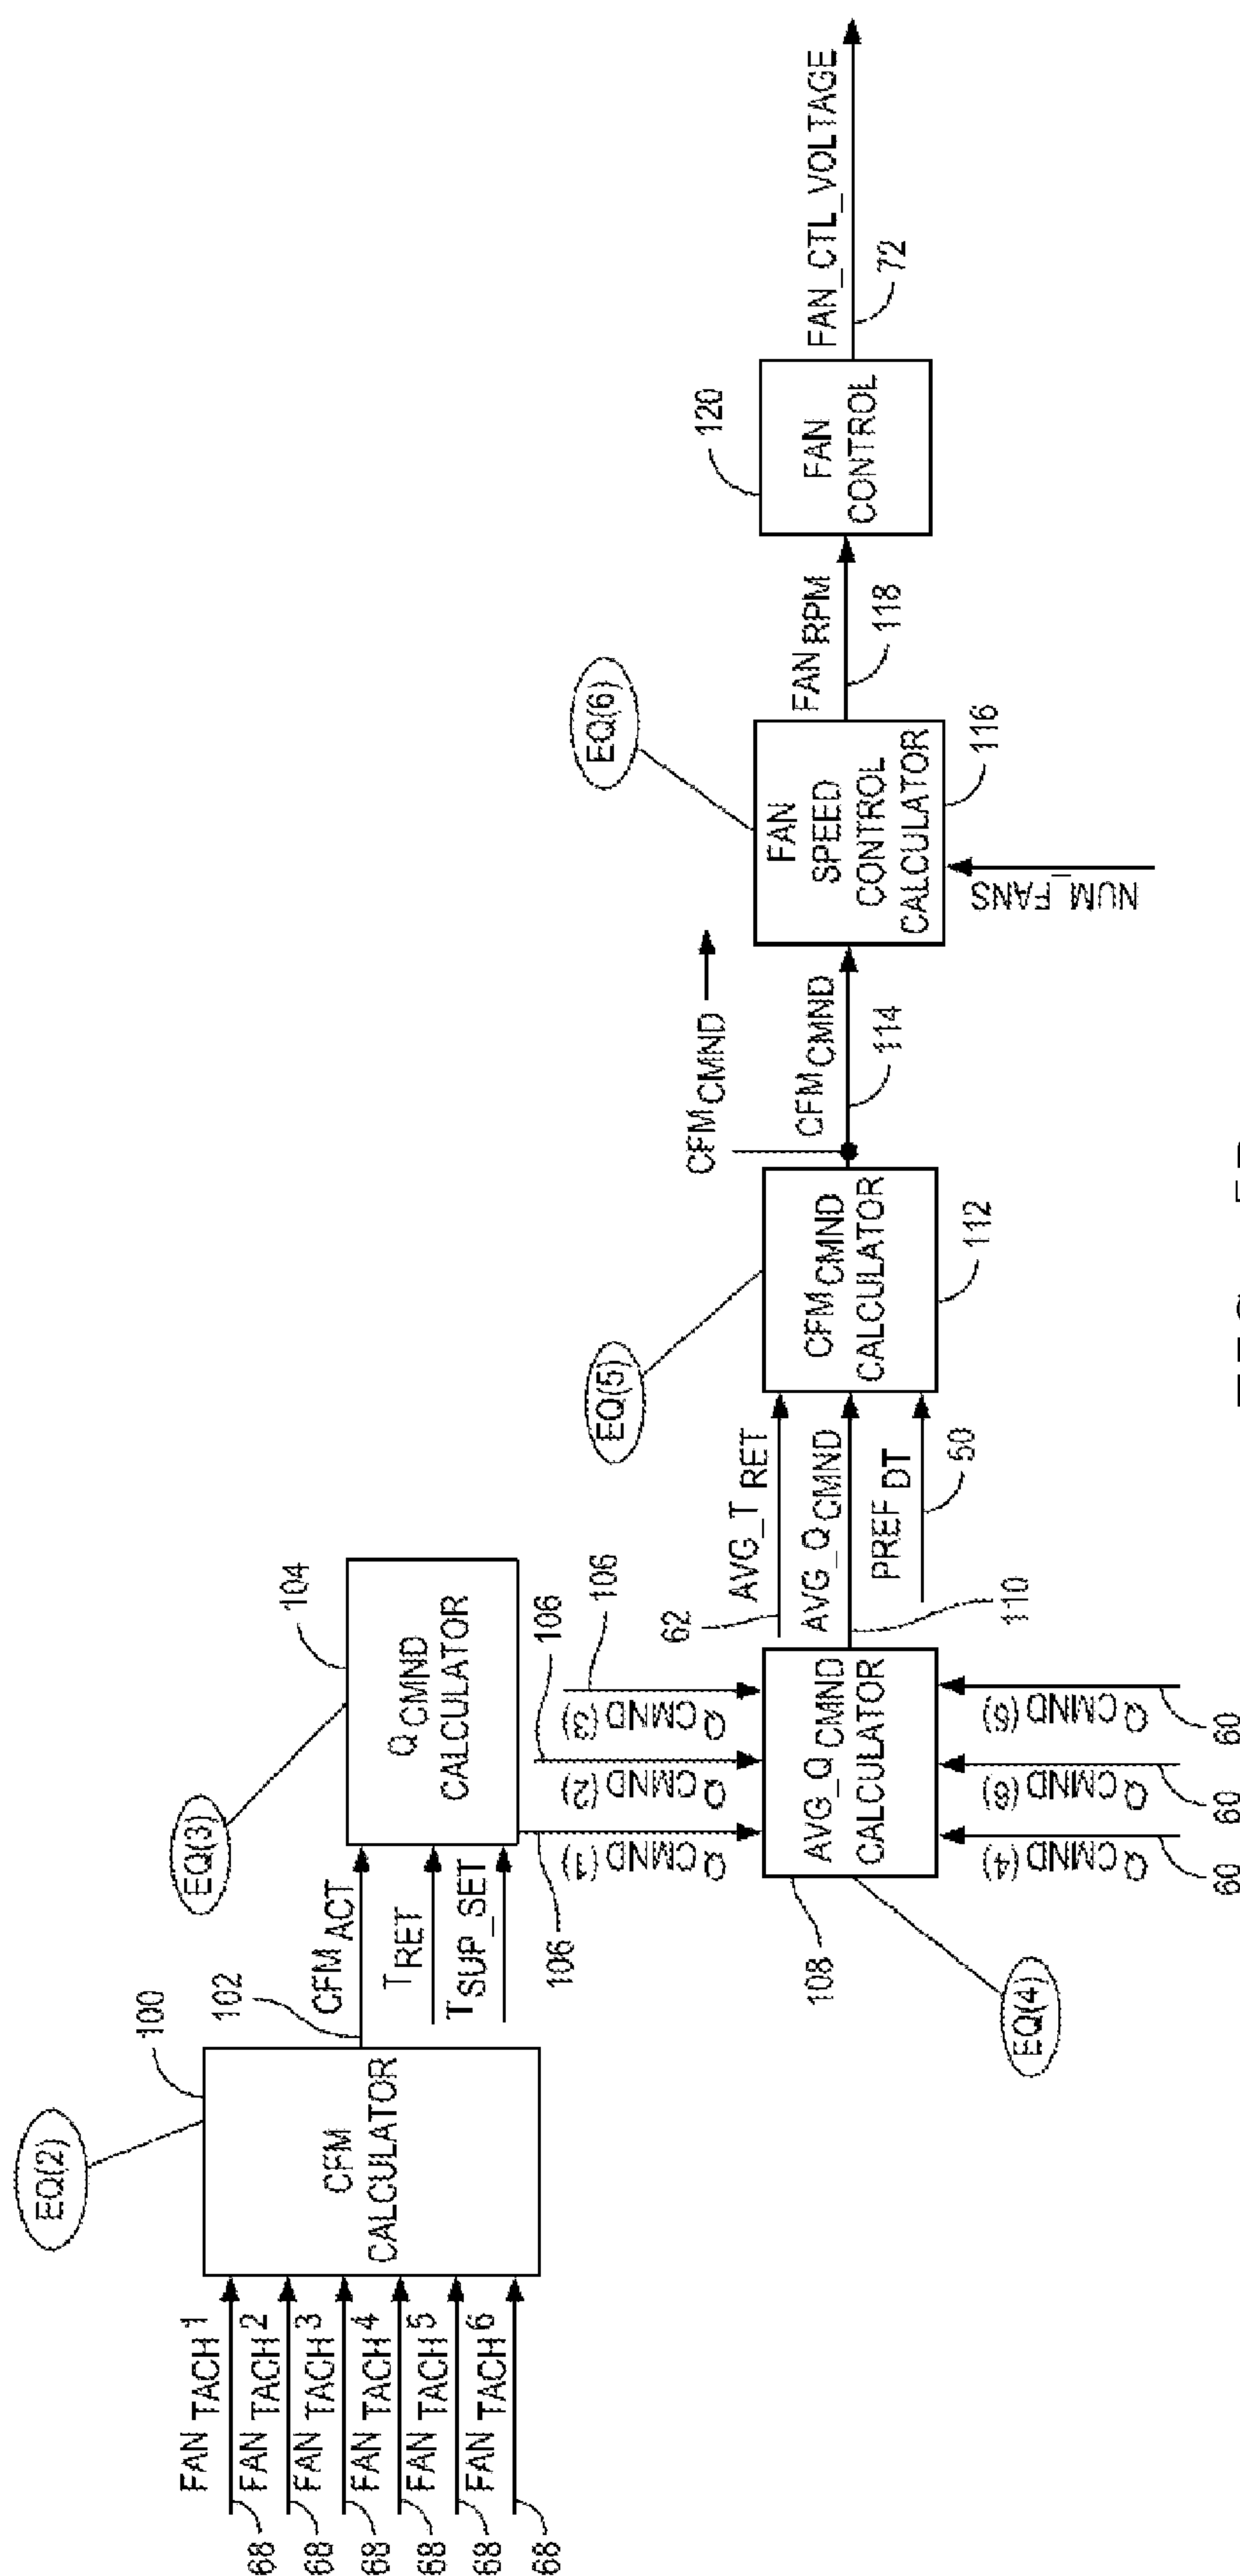 FAN TACH 1
FAN TACH 2
FAN TACH 3
FAN TACH 4
FAN TACH 5
FAN TACH 6
68
68
68
68
68
68
EQ(2)
100
CFM
CALCULATOR
102
CFM ACT
T RET
T SUP_SET
EQ(3)
104
Q CMND
CALCULATOR
106
106
106
Q CMND (1)
Q CMND (2)
Q CMND (3)
108
AVG_Q CMND
CALCULATOR
EQ(4)
Q CMND (4)
Q CMND (6)
Q CMND (6)
60
60
60
62
AVG_T RET
AVG_Q CMND
110
PREF DT
50
EQ(5)
CFM CMND
CALCULATOR
112
CFM CMND
CFM CMND
114
EQ(6)
FAN
SPEED
CONTROL
CALCULATOR
116
NUM_FANS
FAN RPM
118
120
FAN
CONTROL
FAN_CTL_VOLTAGE
72